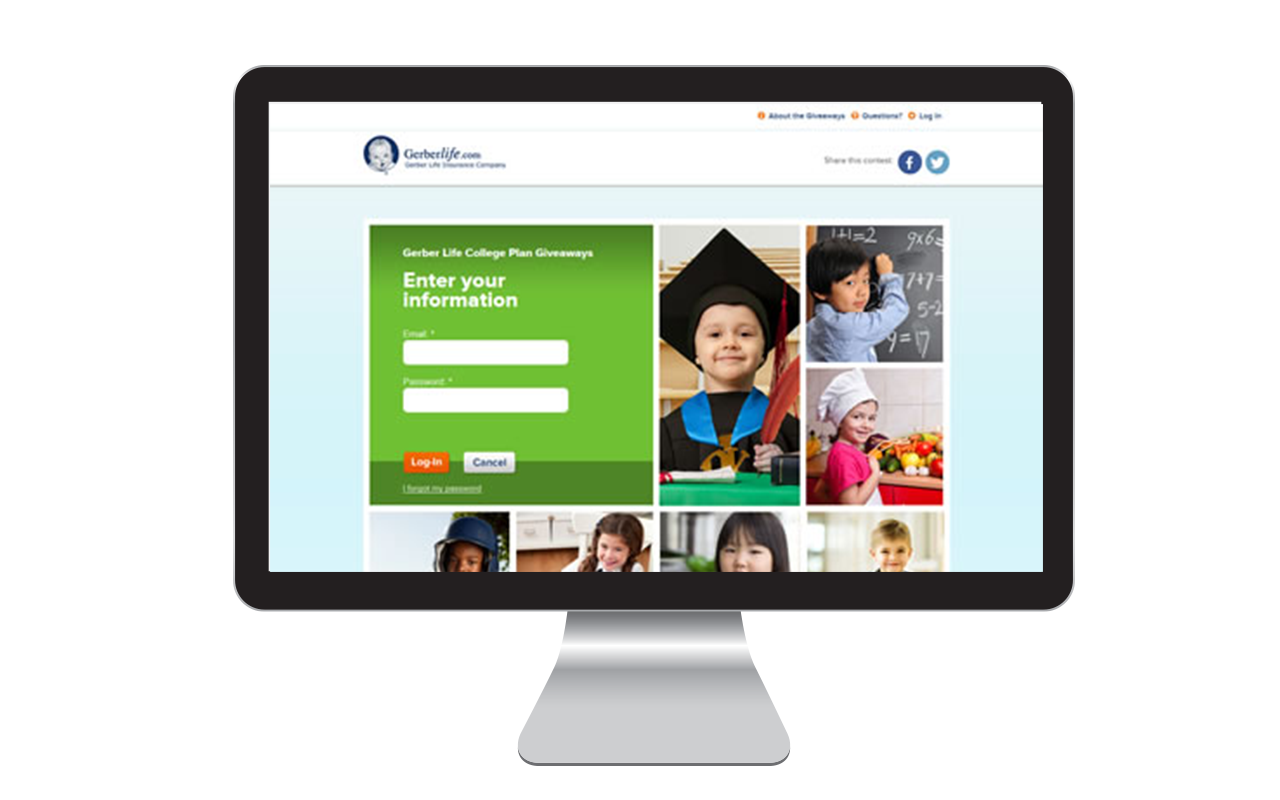 About the Giveaways Questions? Log In
Gerberlife.com
Gerber Life Insurance Company
Share this contest:
Gerber Life College Plan Giveaways
Enter your
information
Email: *
Password: *
Log-In Cancel
I forgot my password
1+1=2 9x6=
7+7=
5-2
9=17